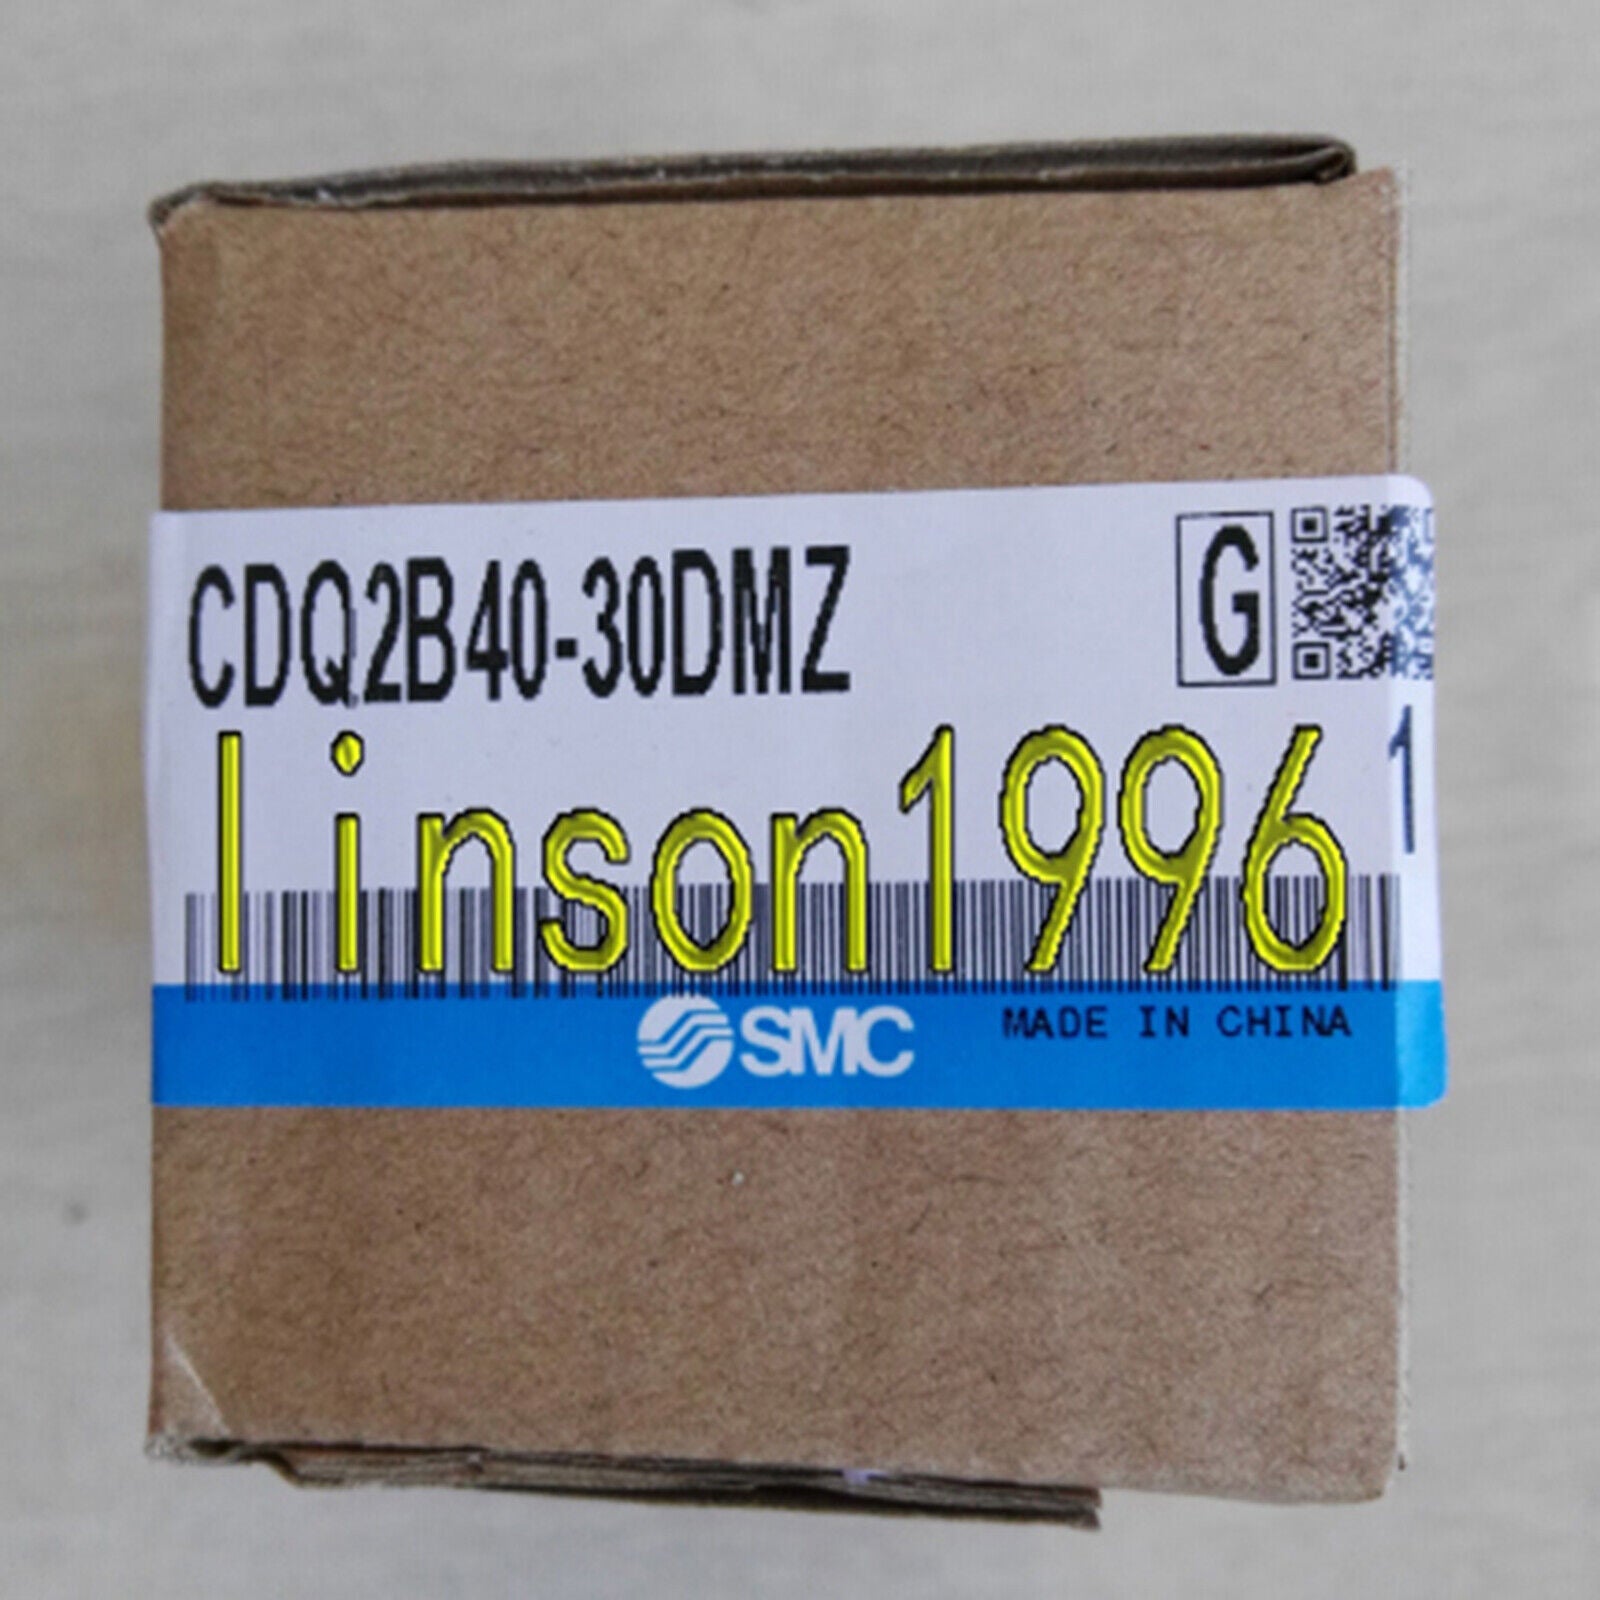 CDQ2B40-30DMZ
G
1
linson1996
SMC
MADE IN CHINA